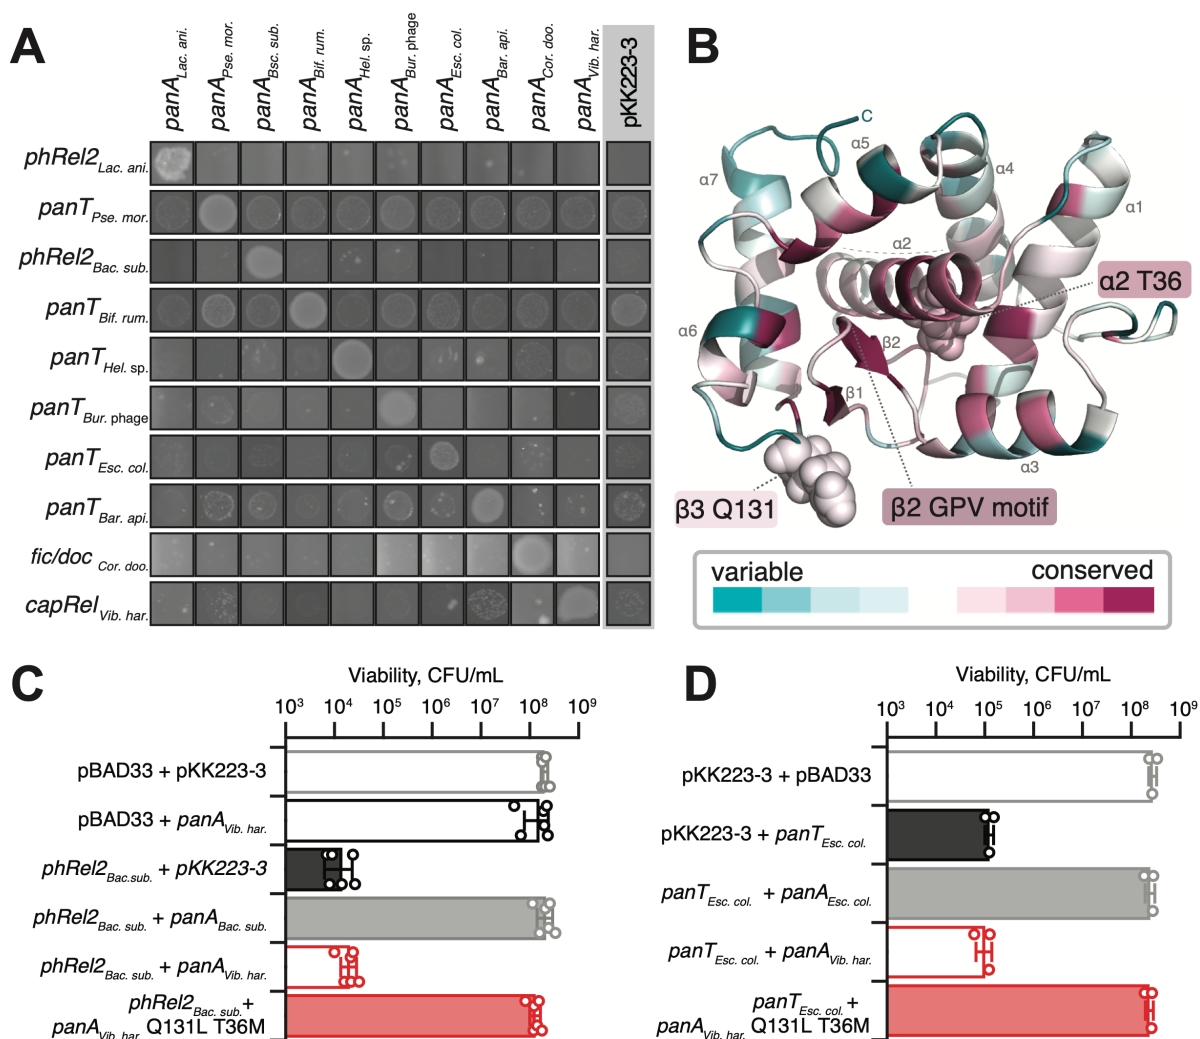 A
panA Lac. ani.
panA Pse. mor.
panA Bsc. sub.
panA Bif. rum.
panA Hel. sp.
panA Bur. phage
panA Esc. col.
panA Bar. api.
panA Cor. doo.
panA Vib. har.
pKK223-3
phRel2 Lac. ani.
panT Pse. mor.
phRel2 Bac. sub.
panT Bif. rum.
panT Hel. sp.
panT Bur. phage
panT Esc. col.
panT Bar. api.
fic/doc Cor. doo.
capRel Vib. har.
B
C
α5
α4
α7
α1
α2
α2 T36
α6
β2
β1
α3
β3 Q131
β2 GPV motif
variable conserved
C
Viability, CFU/mL
10³ 10⁴ 10⁵ 10⁶ 10⁷ 10⁸ 10⁹
pBAD33 + pKK223-3
pBAD33 + panA Vib. har.
phRel2 Bac.sub. + pKK223-3
phRel2 Bac. sub. + panA Bac. sub.
phRel2 Bac. sub. + panA Vib. har.
phRel2 Bac. sub. +
panA Vib. har. Q131L T36M
D
Viability, CFU/mL
10³ 10⁴ 10⁵ 10⁶ 10⁷ 10⁸ 10⁹
pKK223-3 + pBAD33
pKK223-3 + panT Esc. col.
panT Esc. col. + panA Esc. col.
panT Esc. col. + panA Vib. har.
panT Esc. col. +
panA Vib. har. Q131L T36M